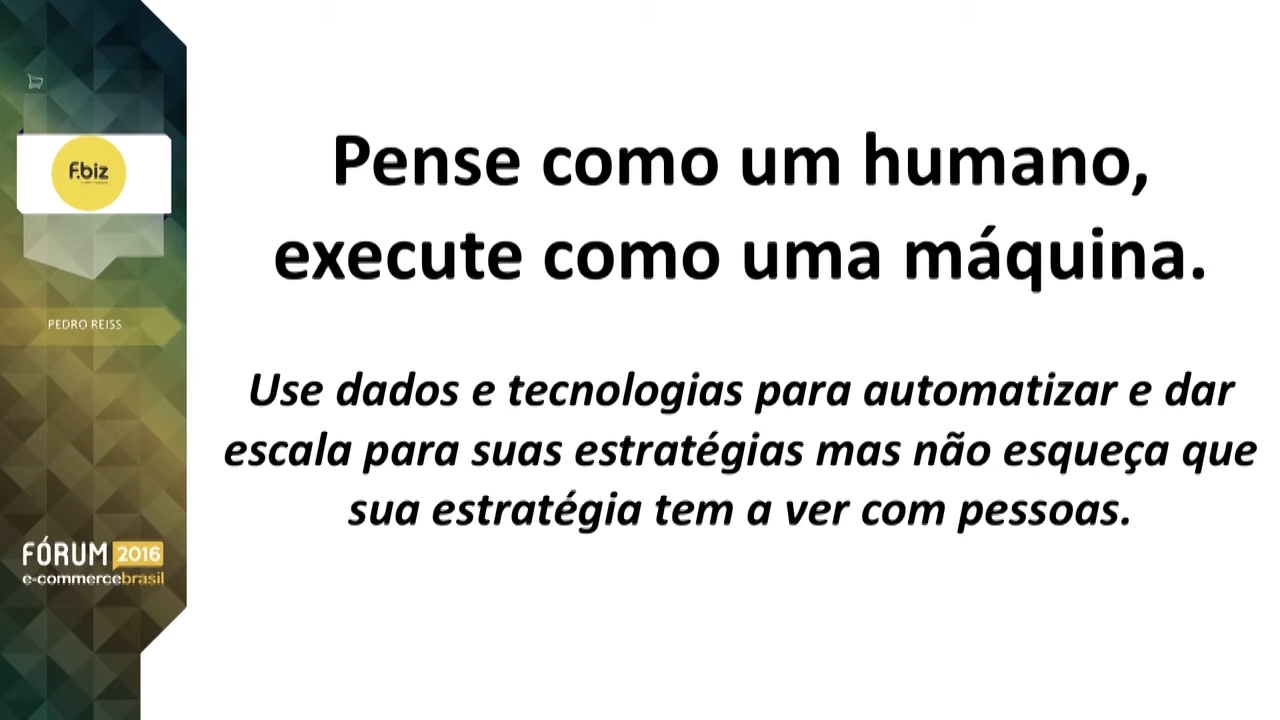 F.biz
PEDRO REISS
FÓRUM 2016
e-commercebrasil
Pense como um humano,
execute como uma máquina.
Use dados e tecnologias para automatizar e dar
escala para suas estratégias mas não esqueça que
sua estratégia tem a ver com pessoas.